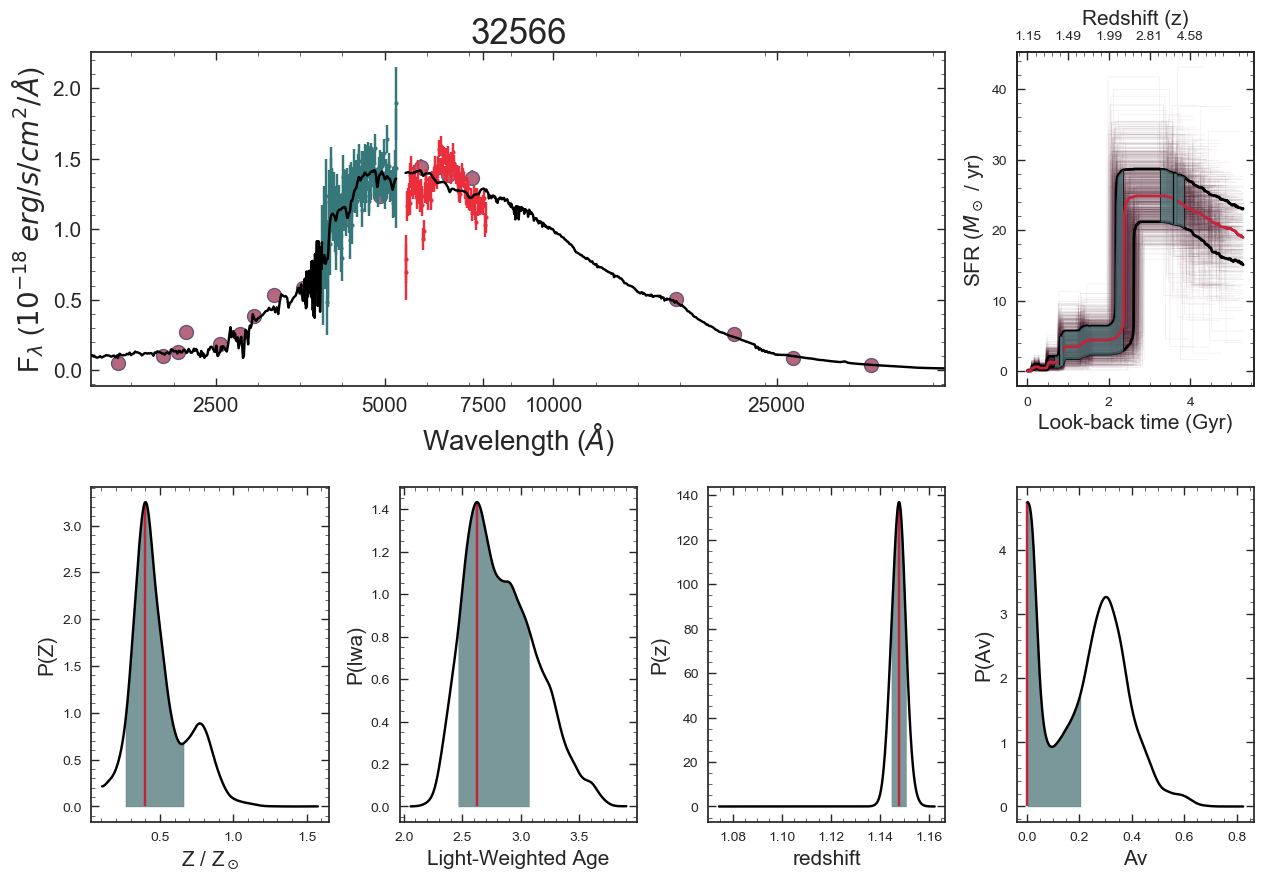 32566
F_λ (10^{-18} erg/s/cm^2/Å)
2.0
1.5
1.0
0.5
0.0
2500 5000 7500 10000 25000
Wavelength (Å)
Redshift (z)
1.15 1.49 1.99 2.81 4.58
SFR (M_⊙ / yr)
40
30
20
10
0
0 2 4
Look-back time (Gyr)
P(Z)
3.0
2.5
2.0
1.5
1.0
0.5
0.0
0.5 1.0 1.5
Z / Z_⊙
P(lwa)
1.4
1.2
1.0
0.8
0.6
0.4
0.2
0.0
2.0 2.5 3.0 3.5
Light-Weighted Age
P(z)
140
120
100
80
60
40
20
0
1.08 1.10 1.12 1.14 1.16
redshift
P(Av)
4
3
2
1
0
0.0 0.2 0.4 0.6 0.8
Av